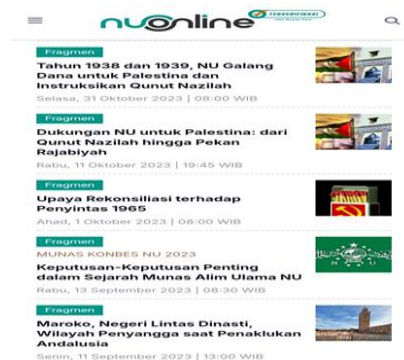 nuonline
TERVERIFIKASI
Fragmen
Tahun 1938 dan 1939, NU Galang
Dana untuk Palestina dan
Instruksikan Qunut Nazilah
Selasa, 31 Oktober 2023 | 08:00 WIB
Fragmen
Dukungan NU untuk Palestina: dari
Qunut Nazilah hingga Pekan
Rajabiyah
Rabu, 11 Oktober 2023 | 19:45 WIB
Fragmen
Upaya Rekonsiliasi terhadap
Penyintas 1965
Ahad, 1 Oktober 2023 | 08:00 WIB
Fragmen
MUNAS KONBES NU 2023
Keputusan-Keputusan Penting
dalam Sejarah Munas Alim Ulama NU
Rabu, 13 September 2023 | 08:30 WIB
N U
Fragmen
Maroko, Negeri Lintas Dinasti,
Wilayah Penyangga saat Penaklukan
Andalusia
Senin, 11 September 2023 | 13:00 WIB